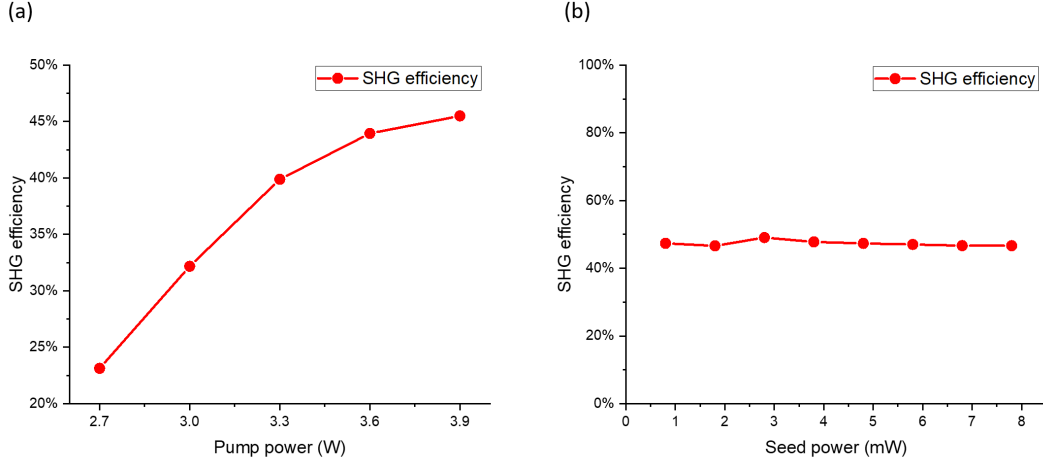 (a)
SHG efficiency
50%
45%
40%
35%
30%
25%
20%
2.7 3.0 3.3 3.6 3.9
Pump power (W)
SHG efficiency
(b)
SHG efficiency
100%
80%
60%
40%
20%
0%
0 1 2 3 4 5 6 7 8
Seed power (mW)
SHG efficiency